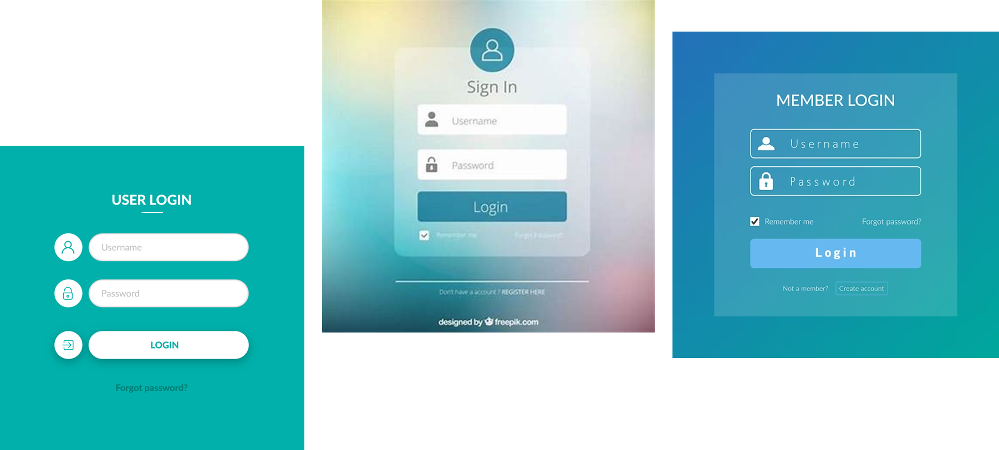 USER LOGIN
Username
Password
LOGIN
Forgot password?
Sign In
Username
Password
Login
Remember me
Forgot Password?
Don't have a account ? REGISTER HERE
designed by freepik.com
MEMBER LOGIN
Username
Password
Remember me
Forgot password?
Login
Not a member?
Create account